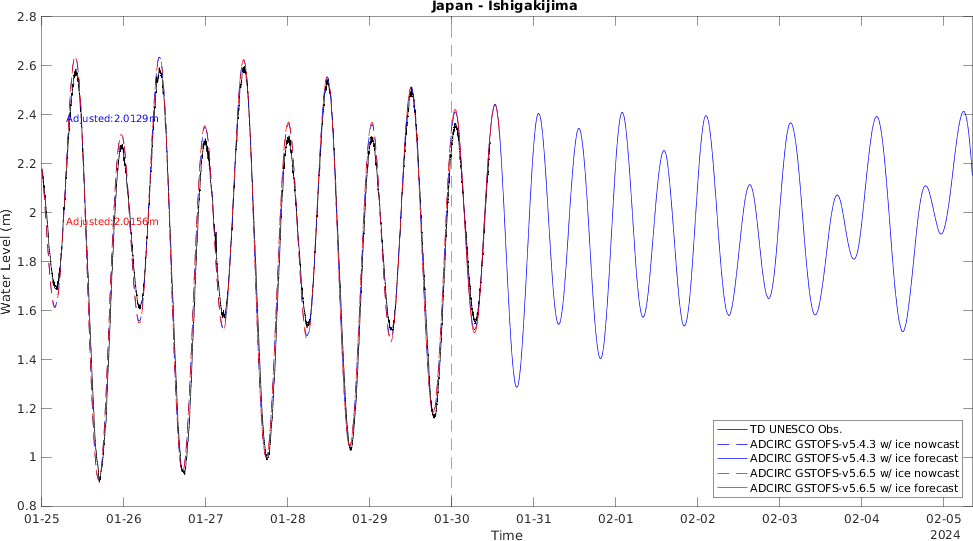 Japan - Ishigakijima
2.8
2.6
2.4
2.2
2
1.8
1.6
1.4
1.2
1
0.8
Water Level (m)
Adjusted:2.0129m
Adjusted:2.0156m
TD UNESCO Obs.
ADCIRC GSTOFS-v5.4.3 w/ ice nowcast
ADCIRC GSTOFS-v5.4.3 w/ ice forecast
ADCIRC GSTOFS-v5.6.5 w/ ice nowcast
ADCIRC GSTOFS-v5.6.5 w/ ice forecast
01-25 01-26 01-27 01-28 01-29 01-30 01-31 02-01 02-02 02-03 02-04 02-05
Time 2024